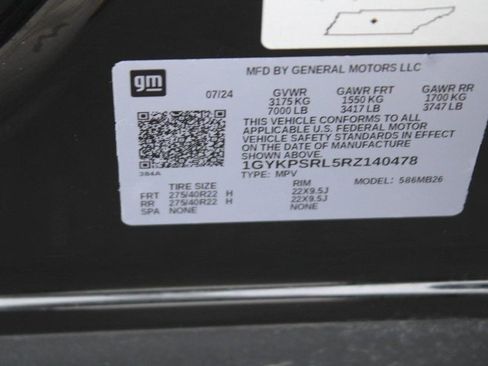 gm
MFD BY GENERAL MOTORS LLC
07/24 GVWR GAWR FRT GAWR RR
3175 KG 1550 KG 1700 KG
7000 LB 3417 LB 3747 LB
THIS VEHICLE CONFORMS TO ALL
APPLICABLE U.S. FEDERAL MOTOR
VEHICLE SAFETY STANDARDS IN EFFECT
ON THE DATE OF MANUFACTURE
SHOWN ABOVE.
384A 1GYKPSRL5RZ140478
TYPE: MPV MODEL: 586MB26
TIRE SIZE RIM
FRT 275/40R22 H 22X9.5J
RR 275/40R22 H 22X9.5J
SPA NONE NONE